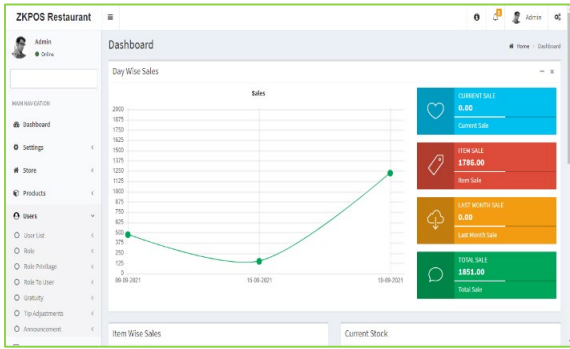 ZKPOS Restaurant
Admin
Admin
Online
Dashboard
Home > Dashboard
MAIN NAVIGATION
Dashboard
Settings
Store
Products
Users
User List
Role
Role Privilage
Role To User
Gratuity
Tip Adjustments
Announcement
Day Wise Sales
Sales
2000
1875
1750
1625
1500
1375
1250
1125
1000
875
750
625
500
375
250
125
0
09-09-2021
15-09-2021
18-09-2021
CURRENT SALE
0.00
Current Sale
ITEM SALE
1786.00
Item Sale
LAST MONTH SALE
0.00
Last Month Sale
TOTAL SALE
1851.00
Total Sale
Item Wise Sales
Current Stock